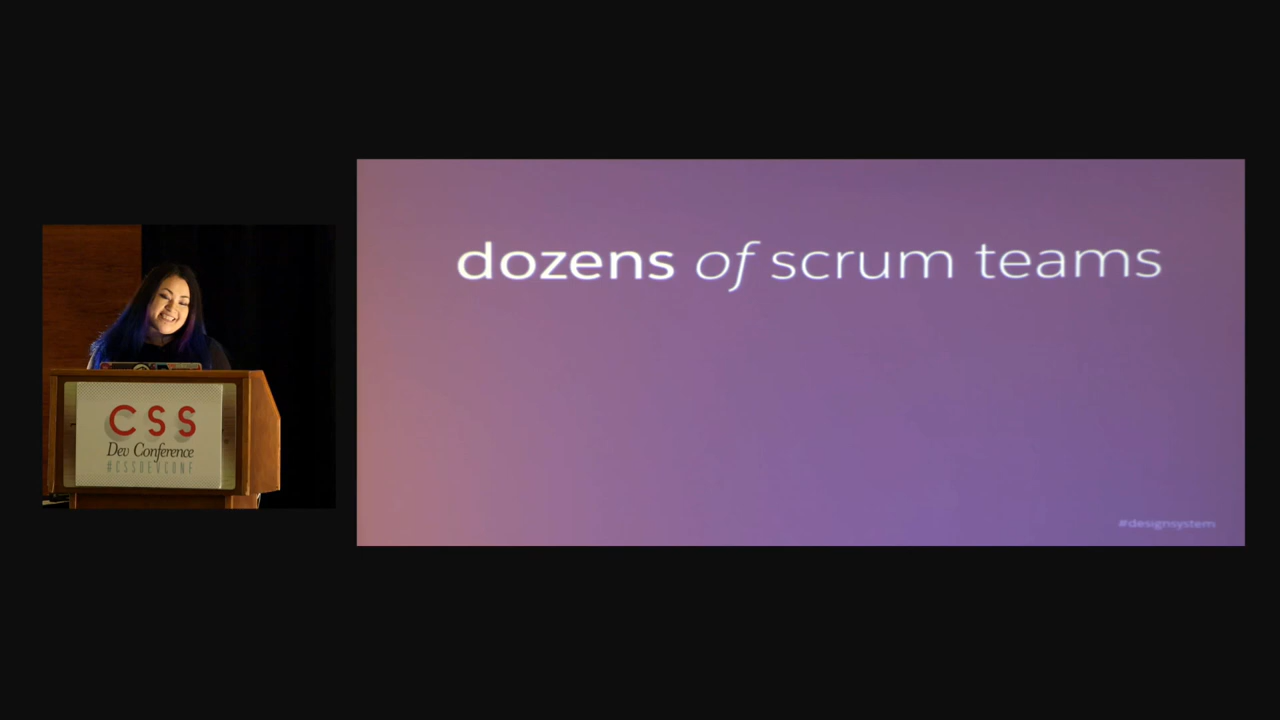 dozens of scrum teams
CSS
Dev Conference
#CSSDEVCONF
#designsystem